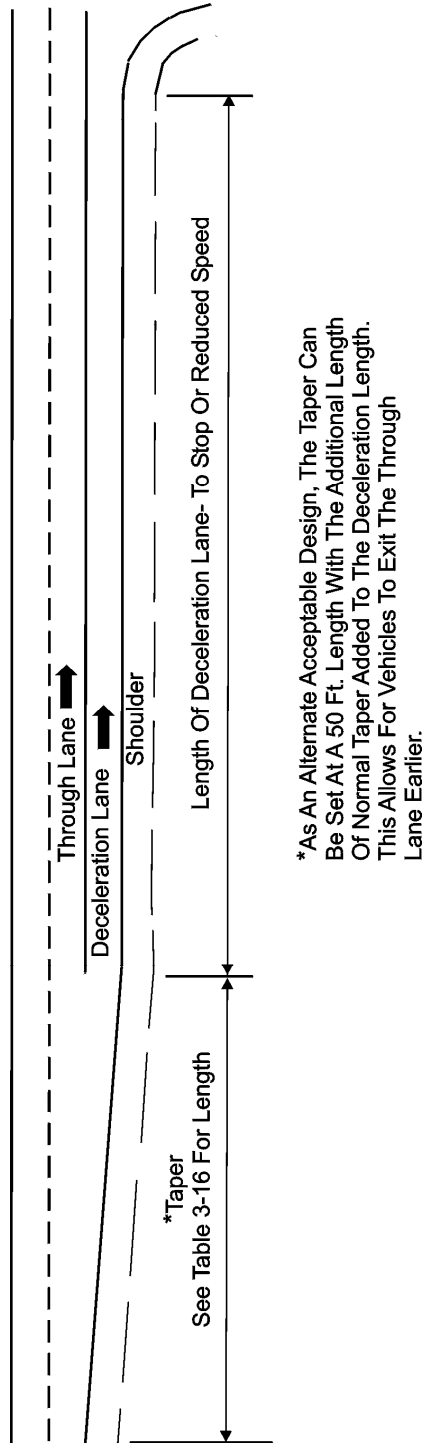 Through Lane
Deceleration Lane
Shoulder
*Taper
See Table 3-16 For Length
Length Of Deceleration Lane- To Stop Or Reduced Speed
*As An Alternate Acceptable Design, The Taper Can
Be Set At A 50 Ft. Length With The Additional Length
Of Normal Taper Added To The Deceleration Length.
This Allows For Vehicles To Exit The Through
Lane Earlier.